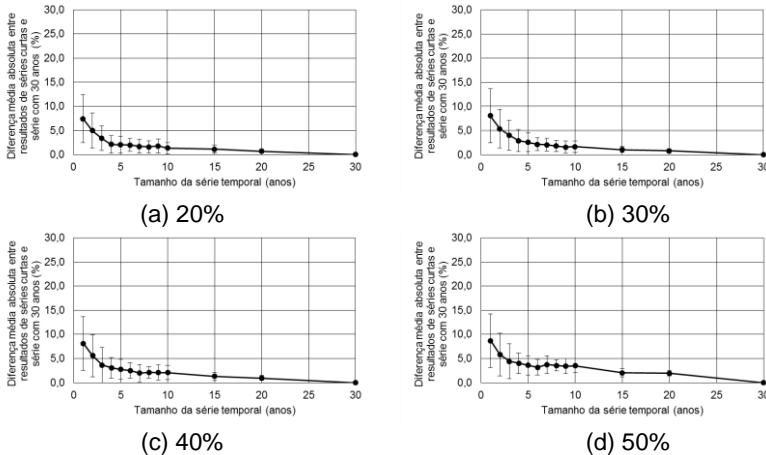 Diferença média absoluta entre
resultados de séries curtas e
série com 30 anos (%)
30,0
25,0
20,0
15,0
10,0
5,0
0,0
0 5 10 15 20 25 30
Tamanho da série temporal (anos)
(a) 20%
Diferença média absoluta entre
resultados de séries curtas e
série com 30 anos (%)
30,0
25,0
20,0
15,0
10,0
5,0
0,0
0 5 10 15 20 25 30
Tamanho da série temporal (anos)
(b) 30%
Diferença média absoluta entre
resultados de séries curtas e
série com 30 anos (%)
30,0
25,0
20,0
15,0
10,0
5,0
0,0
0 5 10 15 20 25 30
Tamanho da série temporal (anos)
(c) 40%
Diferença média absoluta entre
resultados de séries curtas e
série com 30 anos (%)
30,0
25,0
20,0
15,0
10,0
5,0
0,0
0 5 10 15 20 25 30
Tamanho da série temporal (anos)
(d) 50%